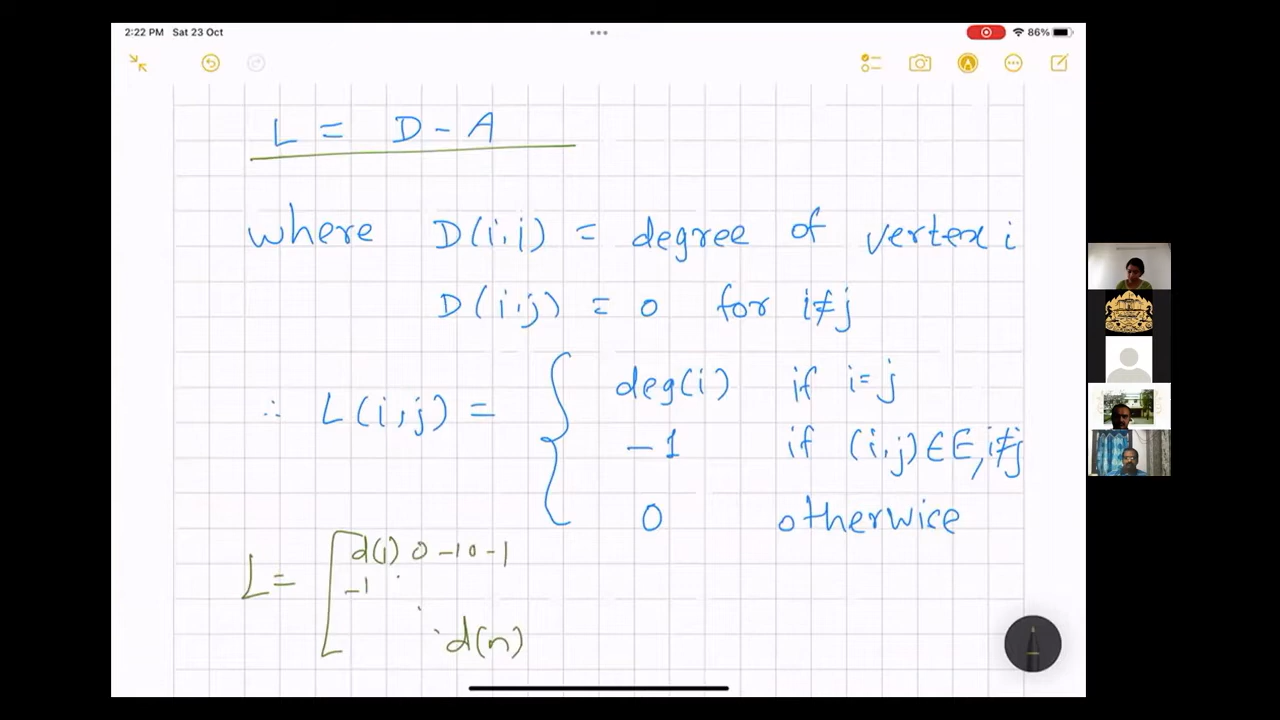 2:22 PM Sat 23 Oct
86%
L = D - A
where D(i,i) = degree of vertex i
D(i,j) = 0 for i≠j
∴ L(i,j) = { deg(i) if i=j
-1 if (i,j)∈E, i≠j
0 otherwise
L = [ d(1) 0 -1 0 -1
-1 .
.
. d(n)